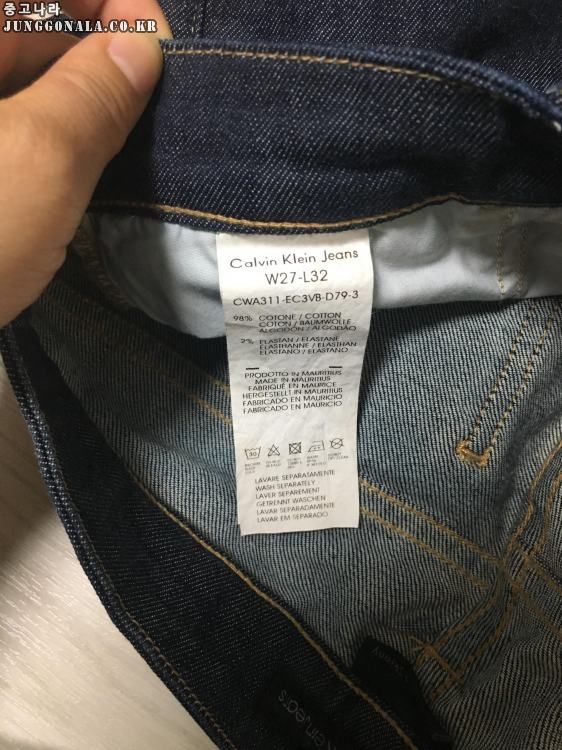 중고나라
JUNGGONALA.CO.KR
Calvin Klein Jeans
W27-L32
CWA311-EC3VB-D79-3
98% COTONE / COTTON
COTON / BAUMWOLLE
ALGODÓN / ALGODÃO
2% ELASTAN / ELASTANE
ELASTHANNE / ELASTHAN
ELASTANO / ELASTANO
PRODOTTO IN MAURITIUS
MADE IN MAURITIUS
FABRIQUÉ EN MAURICE
HERGESTELLT IN MAURITIUS
FABRICADO EN MAURICIO
FABRICADO EM MAURICIO
30
LAVARE SEPARATAMENTE
WASH SEPARATELY
LAVER SEPAREMENT
GETRENNT WASCHEN
LAVAR SEPARADAMENTE
LAVAR EM SEPARADO